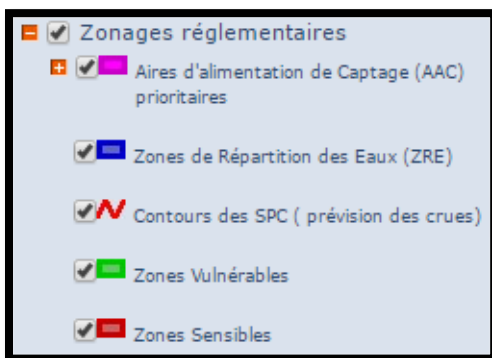 Zonages réglementaires
Aires d'alimentation de Captage (AAC)
prioritaires
Zones de Répartition des Eaux (ZRE)
Contours des SPC ( prévision des crues)
Zones Vulnérables
Zones Sensibles